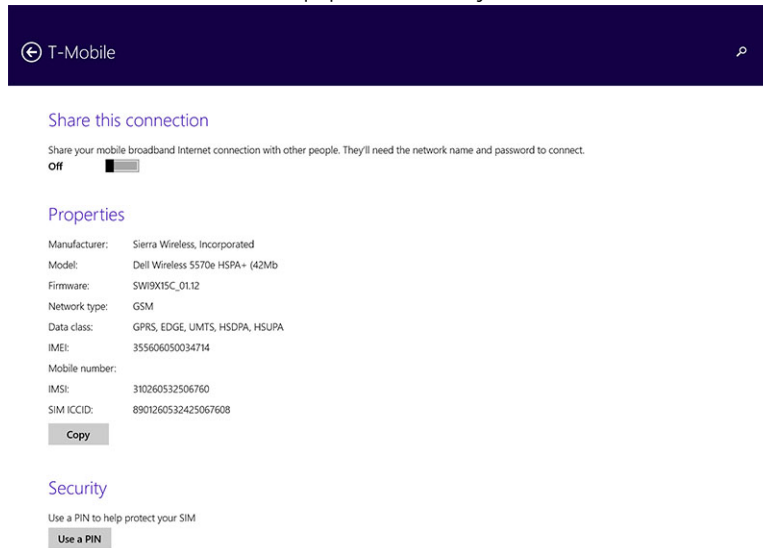 T-Mobile
Share this connection
Share your mobile broadband Internet connection with other people. They'll need the network name and password to connect.
Off
Properties
Manufacturer: Sierra Wireless, Incorporated
Model: Dell Wireless 5570e HSPA+ (42Mb
Firmware: SWI9X15C_01.12
Network type: GSM
Data class: GPRS, EDGE, UMTS, HSDPA, HSUPA
IMEI: 355606050034714
Mobile number:
IMSI: 310260532506760
SIM ICCID: 8901260532425067608
Copy
Security
Use a PIN to help protect your SIM
Use a PIN